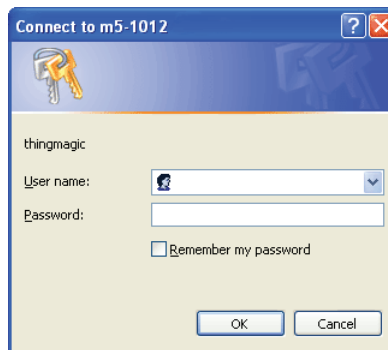 Connect to m5-1012
thingmagic
User name:
Password:
Remember my password
OK
Cancel